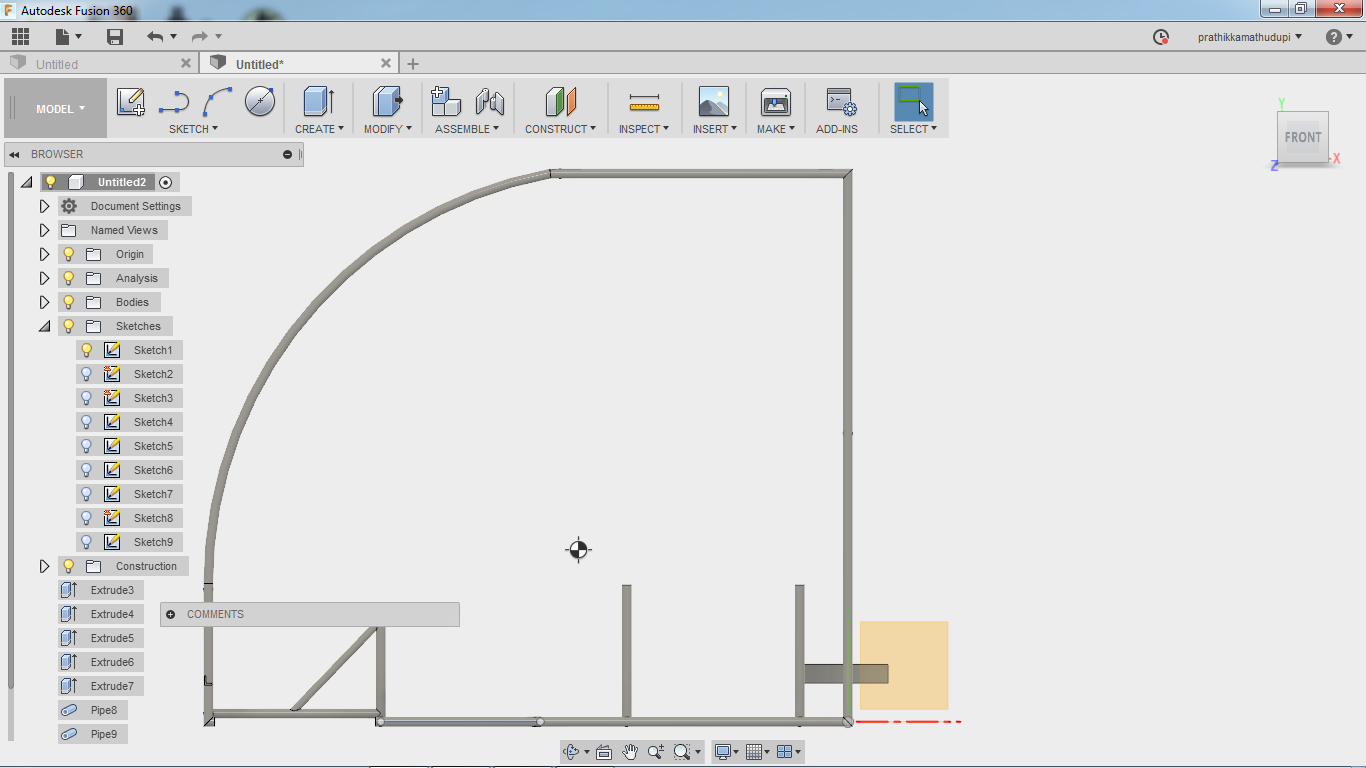 Autodesk Fusion 360
prathikkamathudupi
Untitled
Untitled*
MODEL
SKETCH
CREATE
MODIFY
ASSEMBLE
CONSTRUCT
INSPECT
INSERT
MAKE
ADD-INS
SELECT
Y
FRONT
Z
-X
BROWSER
Untitled2
Document Settings
Named Views
Origin
Analysis
Bodies
Sketches
Sketch1
Sketch2
Sketch3
Sketch4
Sketch5
Sketch6
Sketch7
Sketch8
Sketch9
Construction
Extrude3
Extrude4
COMMENTS
Extrude5
Extrude6
Extrude7
Pipe8
Pipe9